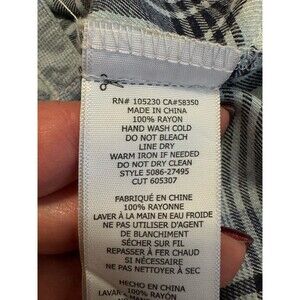 RN# 105230 CA#58350
MADE IN CHINA
100% RAYON
HAND WASH COLD
DO NOT BLEACH
LINE DRY
WARM IRON IF NEEDED
DO NOT DRY CLEAN
STYLE 5086-27495
CUT 605307
FABRIQUÉ EN CHINE
100% RAYONNE
LAVER À LA MAIN EN EAU FROIDE
NE PAS UTILISER D'AGENT
DE BLANCHIMENT
SÉCHER SUR FIL
REPASSER À FER CHAUD
SI NÉCESSAIRE
NE PAS NETTOYER À SEC
HECHO EN CHINA